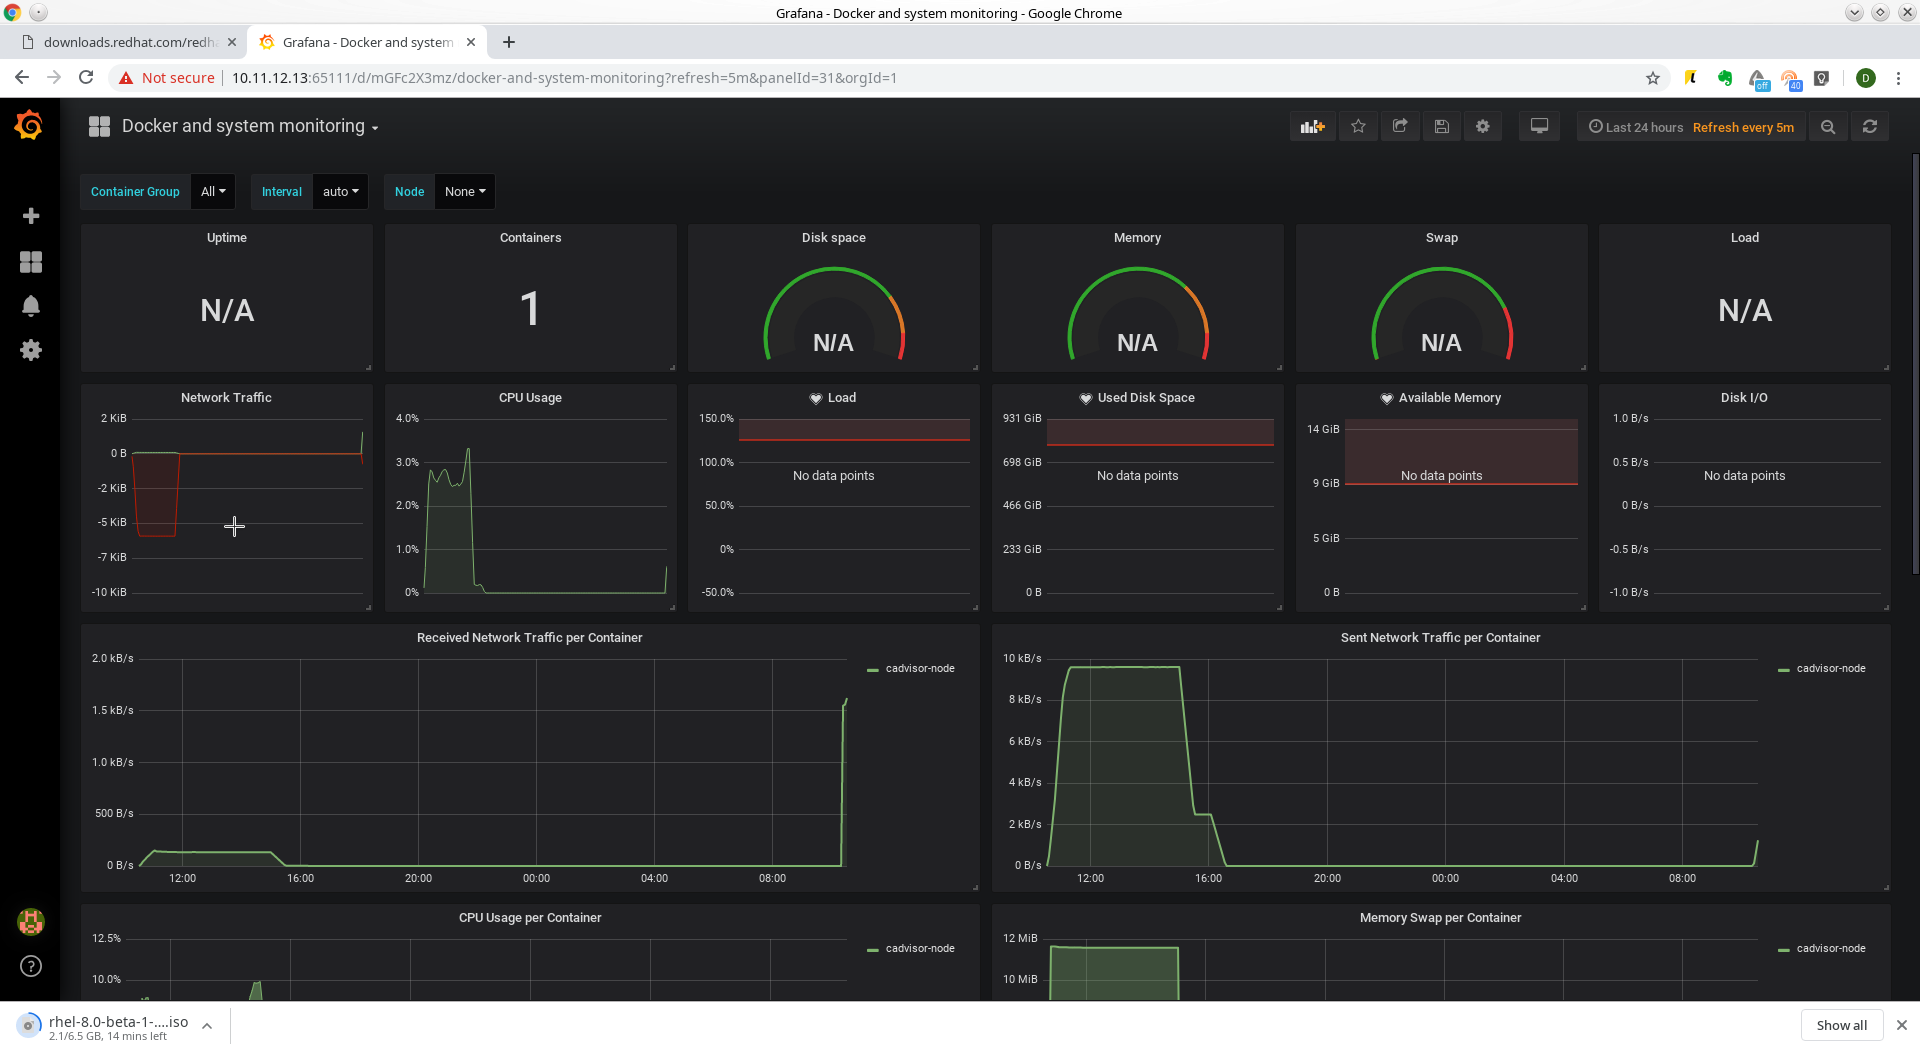 Grafana - Docker and system monitoring - Google Chrome
downloads.redhat.com/redh
Grafana - Docker and system
Not secure
10.11.12.13:65111/d/mGFc2X3mz/docker-and-system-monitoring?refresh=5m&panelId=31&orgId=1
off
40
D
Docker and system monitoring
Last 24 hours Refresh every 5m
Container Group All
Interval auto
Node None
Uptime
N/A
Containers
1
Disk space
N/A
Memory
N/A
Swap
N/A
Load
N/A
Network Traffic
2 KiB
0 B
-2 KiB
-5 KiB
-7 KiB
-10 KiB
CPU Usage
4.0%
3.0%
2.0%
1.0%
0%
Load
150.0%
100.0%
No data points
50.0%
0%
-50.0%
Used Disk Space
931 GiB
698 GiB
No data points
466 GiB
233 GiB
0 B
Available Memory
14 GiB
No data points
9 GiB
5 GiB
0 B
Disk I/O
1.0 B/s
0.5 B/s
No data points
0 B/s
-0.5 B/s
-1.0 B/s
Received Network Traffic per Container
2.0 kB/s
1.5 kB/s
1.0 kB/s
500 B/s
0 B/s
12:00 16:00 20:00 00:00 04:00 08:00
cadvisor-node
Sent Network Traffic per Container
10 kB/s
8 kB/s
6 kB/s
4 kB/s
2 kB/s
0 B/s
12:00 16:00 20:00 00:00 04:00 08:00
cadvisor-node
CPU Usage per Container
12.5%
10.0%
cadvisor-node
Memory Swap per Container
12 MiB
10 MiB
cadvisor-node
rhel-8.0-beta-1-....iso
2.1/6.5 GB, 14 mins left
Show all